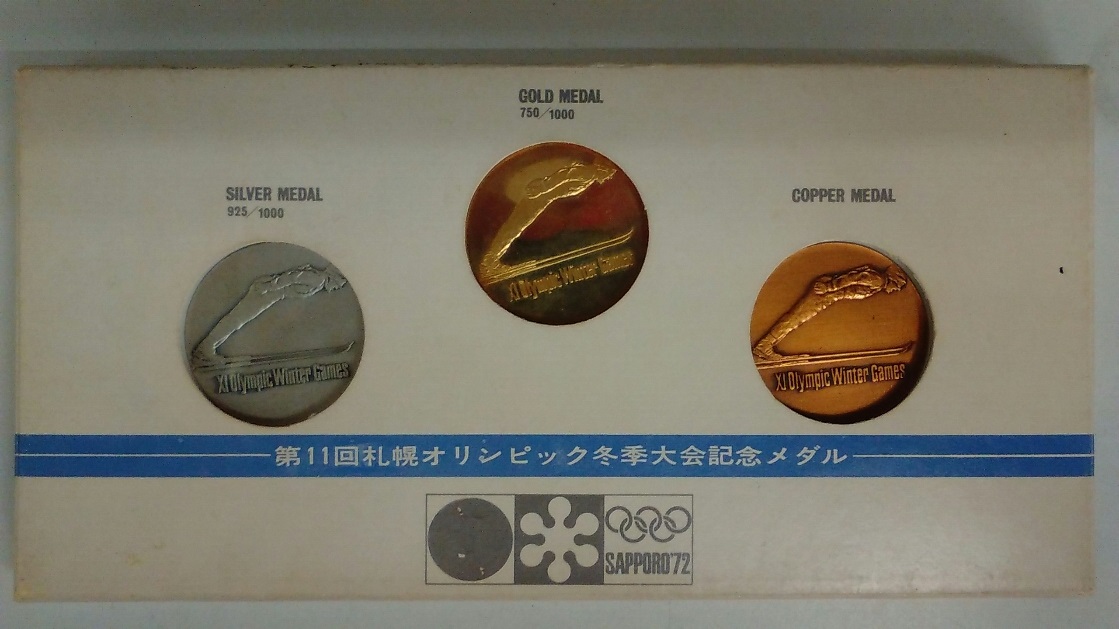 GOLD MEDAL
750/1000
SILVER MEDAL
925/1000
COPPER MEDAL
XI Olympic Winter Games
XI Olympic Winter Games
XI Olympic Winter Games
第11回札幌オリンピック冬季大会記念メダル
SAPPORO'72